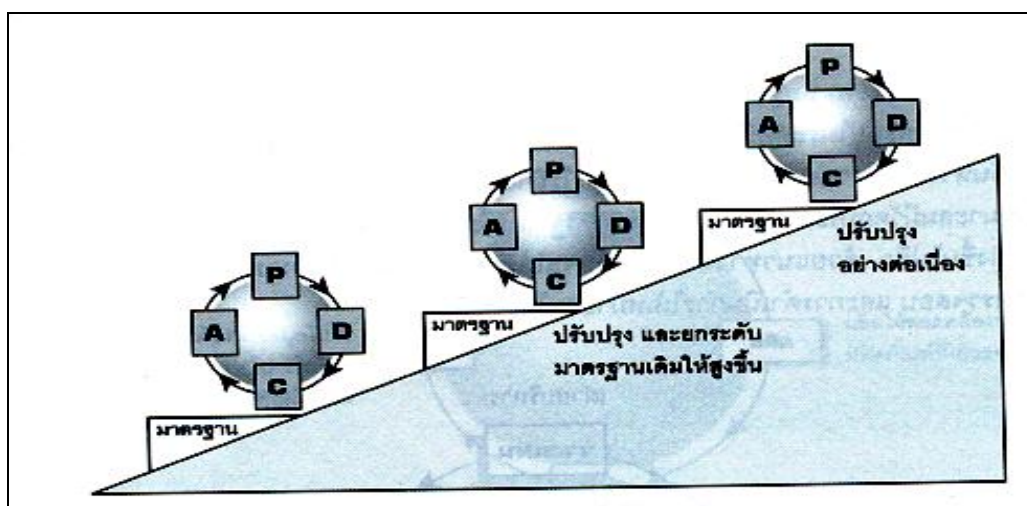 P
A
D
C
มาตรฐาน
P
A
D
C
มาตรฐาน
P
A
D
C
มาตรฐาน
ปรับปรุง และยกระดับ
มาตรฐานเดิมให้สูงขึ้น
ปรับปรุง
อย่างต่อเนื่อง